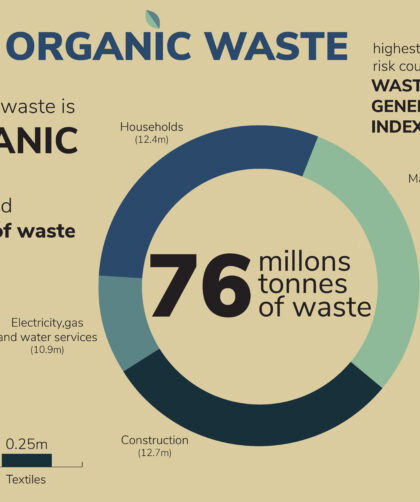 ORGANIC WASTE
waste is
ANIC
of waste
highest
risk cou
WAST
GENE
INDEX
Ma
Households
(12.4m)
76
millons
tonnes
of waste
Electricity,gas
and water services
(10.9m)
Construction
(12.7m)
0.25m
Textiles